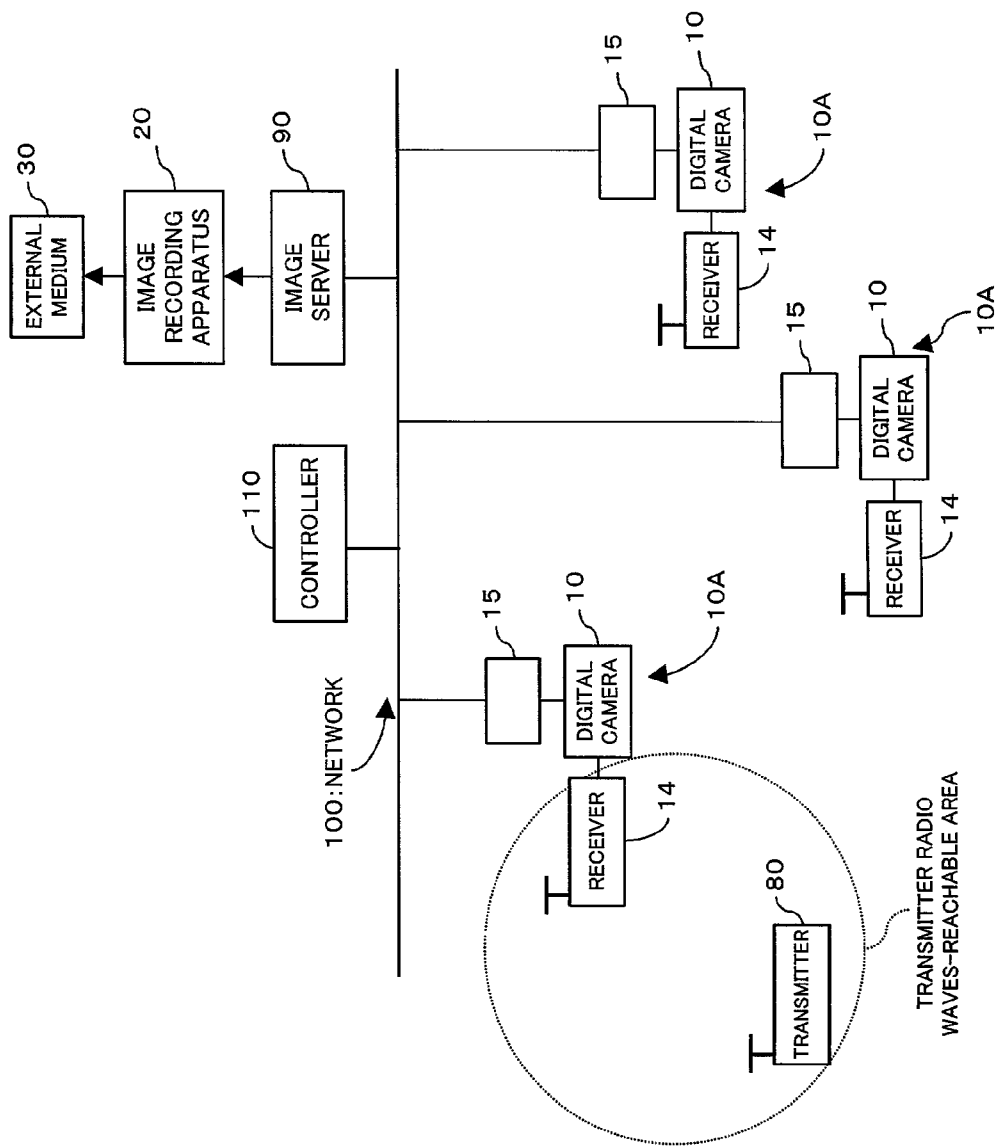 30
EXTERNAL
MEDIUM
20
IMAGE
RECORDING
APPARATUS
90
IMAGE
SERVER
110
CONTROLLER
100:NETWORK
15
10
DIGITAL
CAMERA
10A
RECEIVER
14
15
10
DIGITAL
CAMERA
10A
RECEIVER
14
15
10
DIGITAL
CAMERA
10A
RECEIVER
14
80
TRANSMITTER
TRANSMITTER RADIO
WAVES-REACHABLE AREA